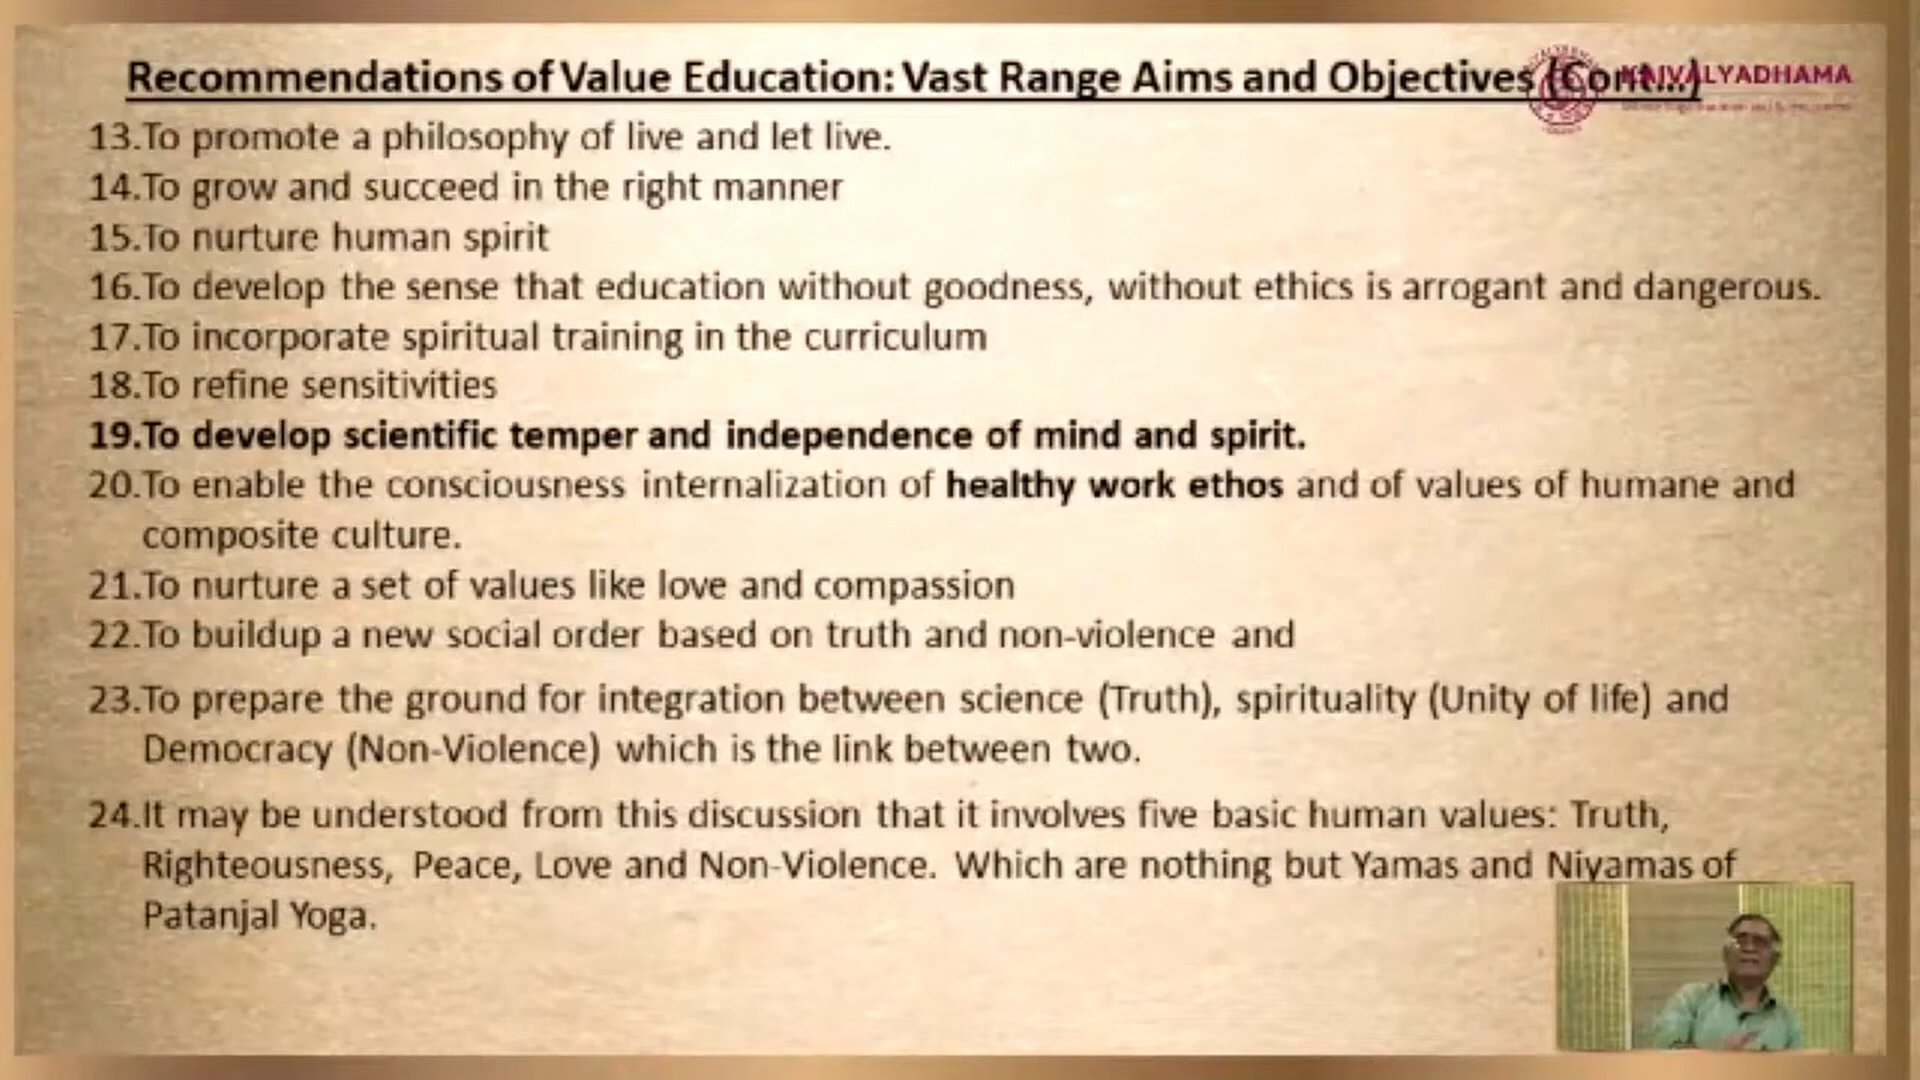 Recommendations of Value Education: Vast Range Aims and Objectives (Cont...)
KAIVALYADHAMA
13.To promote a philosophy of live and let live.
14.To grow and succeed in the right manner
15.To nurture human spirit
16.To develop the sense that education without goodness, without ethics is arrogant and dangerous.
17.To incorporate spiritual training in the curriculum
18.To refine sensitivities
19.To develop scientific temper and independence of mind and spirit.
20.To enable the consciousness internalization of healthy work ethos and of values of humane and
composite culture.
21.To nurture a set of values like love and compassion
22.To buildup a new social order based on truth and non-violence and
23.To prepare the ground for integration between science (Truth), spirituality (Unity of life) and
Democracy (Non-Violence) which is the link between two.
24.It may be understood from this discussion that it involves five basic human values: Truth,
Righteousness, Peace, Love and Non-Violence. Which are nothing but Yamas and Niyamas of
Patanjal Yoga.